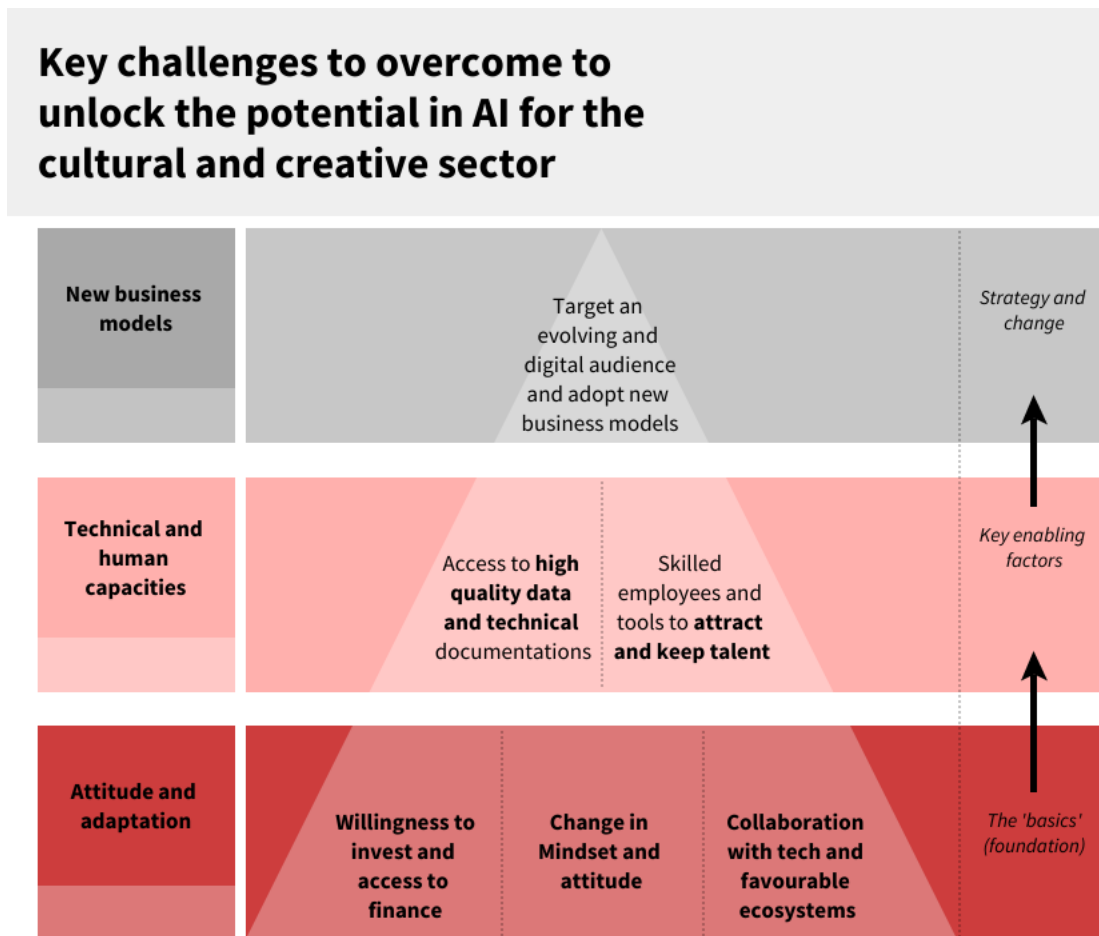 Key challenges to overcome to
unlock the potential in AI for the
cultural and creative sector
New business
models
Target an
evolving and
digital audience
and adopt new
business models
Strategy and
change
Technical and
human
capacities
Access to high
quality data
and technical
documentations
Skilled
employees and
tools to attract
and keep talent
Key enabling
factors
Attitude and
adaptation
Willingness to
invest and
access to
finance
Change in
Mindset and
attitude
Collaboration
with tech and
favourable
ecosystems
The 'basics'
(foundation)